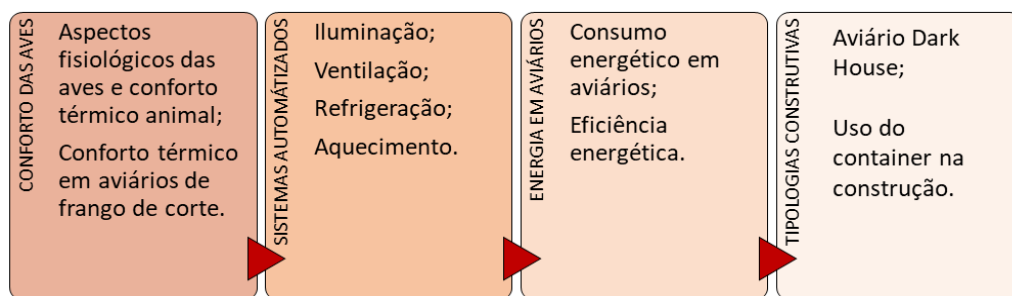 CONFORTO DAS AVES
Aspectos
fisiológicos das
aves e conforto
térmico animal;
Conforto térmico
em aviários de
frango de corte.
SISTEMAS AUTOMÁTIZADOS
Iluminação;
Ventilação;
Refrigeração;
Aquecimento.
ENERGIA EM AVIÁRIOS
Consumo
energético em
aviários;
Eficiência
energética.
TIPOLOGIAS CONSTRUTIVAS
Aviário Dark
House;
Uso do
container na
construção.